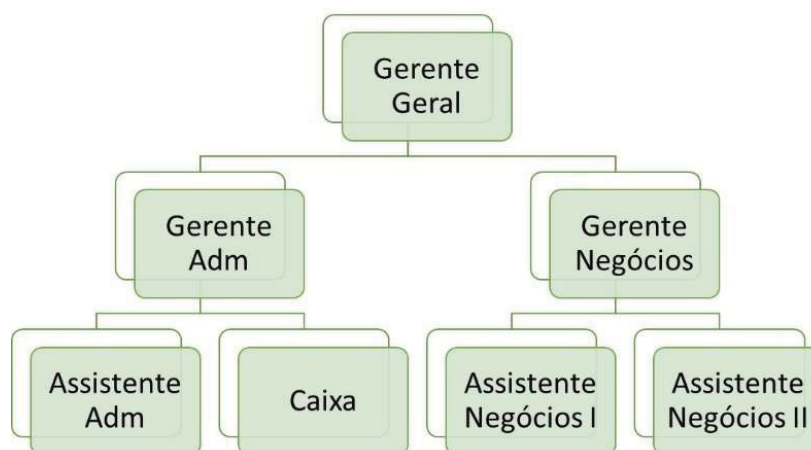 Gerente
Geral
Gerente
Adm
Gerente
Negócios
Assistente
Adm
Caixa
Assistente
Negócios I
Assistente
Negócios II